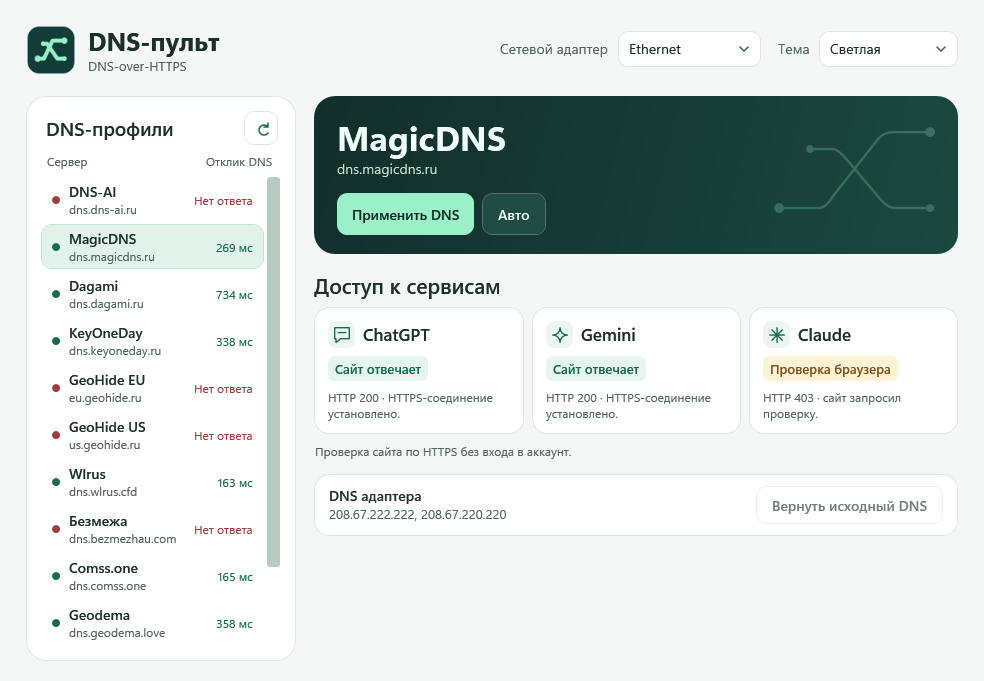 DNS-пульт
DNS-over-HTTPS
Сетевой адаптер
Ethernet
Тема
Светлая
DNS-профили
Сервер
Отклик DNS
DNS-AI
dns.dns-ai.ru
Нет ответа
MagicDNS
dns.magicdns.ru
269 мс
Dagami
dns.dagami.ru
734 мс
KeyOneDay
dns.keyoneday.ru
338 мс
GeoHide EU
eu.geohide.ru
Нет ответа
GeoHide US
us.geohide.ru
Нет ответа
Wlrus
dns.wlrus.cfd
163 мс
Безмежа
dns.bezmezhau.com
Нет ответа
Comss.one
dns.comss.one
165 мс
Geodema
dns.geodema.love
358 мс
MagicDNS
dns.magicdns.ru
Применить DNS
Авто
Доступ к сервисам
ChatGPT
Сайт отвечает
HTTP 200 · HTTPS-соединение
установлено.
Gemini
Сайт отвечает
HTTP 200 · HTTPS-соединение
установлено.
Claude
Проверка браузера
HTTP 403 · сайт запросил
проверку.
Проверка сайта по HTTPS без входа в аккаунт.
DNS адаптера
208.67.222.222, 208.67.220.220
Вернуть исходный DNS